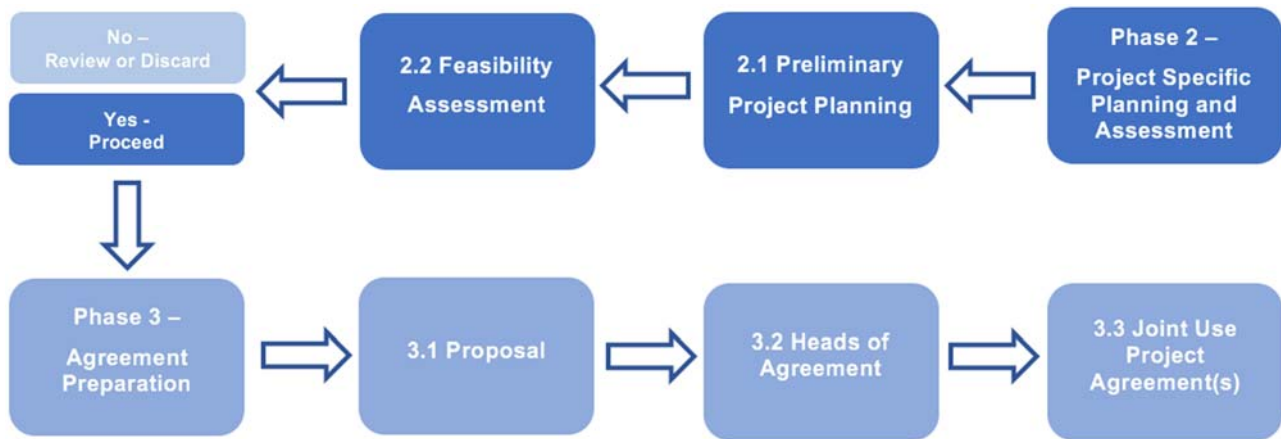 No –
Review or Discard
Yes -
Proceed
2.2 Feasibility
Assessment
2.1 Preliminary
Project Planning
Phase 2 –
Project Specific
Planning and
Assessment
Phase 3 –
Agreement
Preparation
3.1 Proposal
3.2 Heads of
Agreement
3.3 Joint Use
Project
Agreement(s)